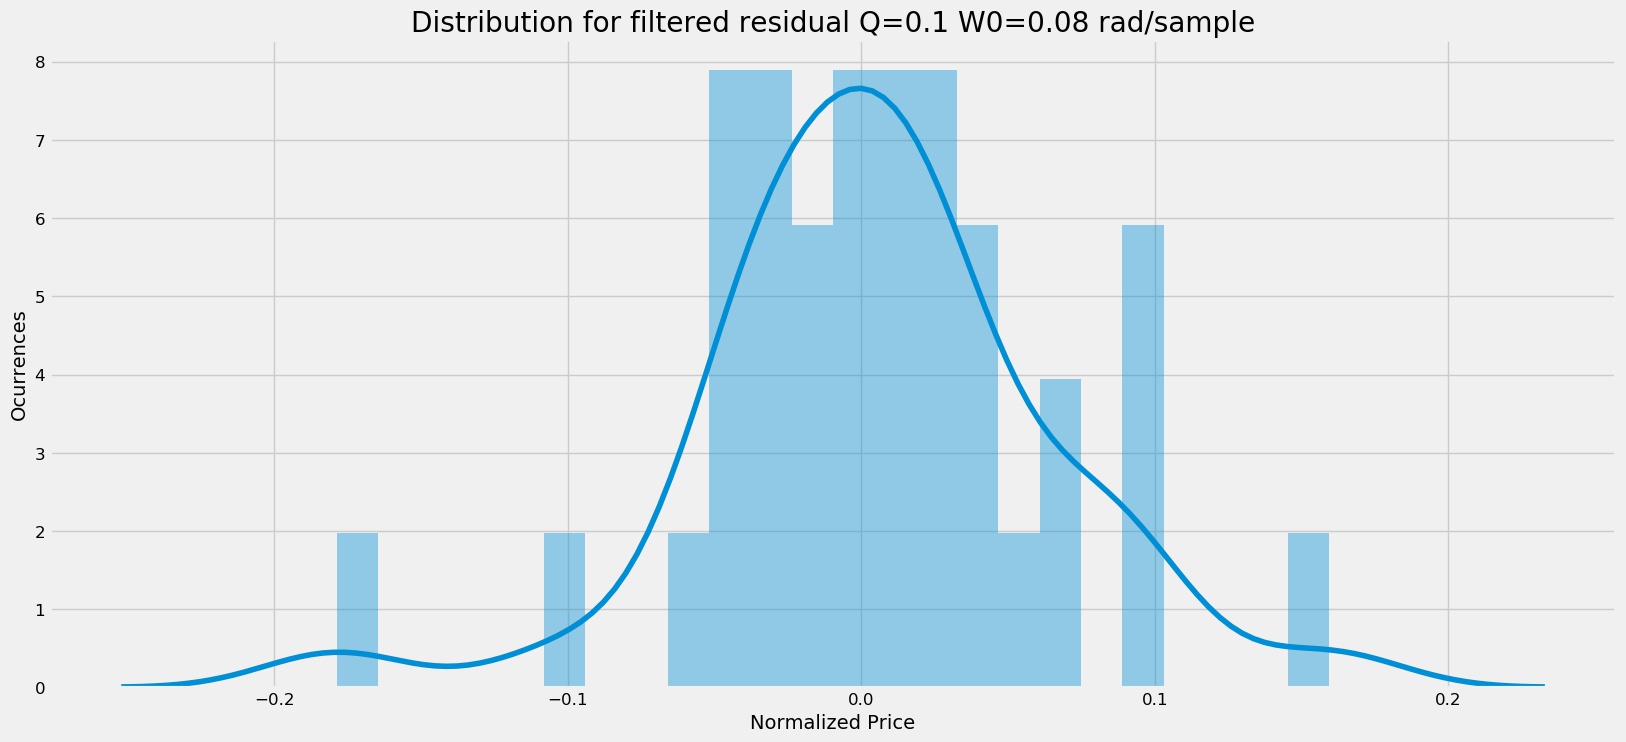 Distribution for filtered residual Q=0.1 W0=0.08 rad/sample
8
7
6
5
4
3
2
1
0
Ocurrences
−0.2 −0.1 0.0 0.1 0.2
Normalized Price